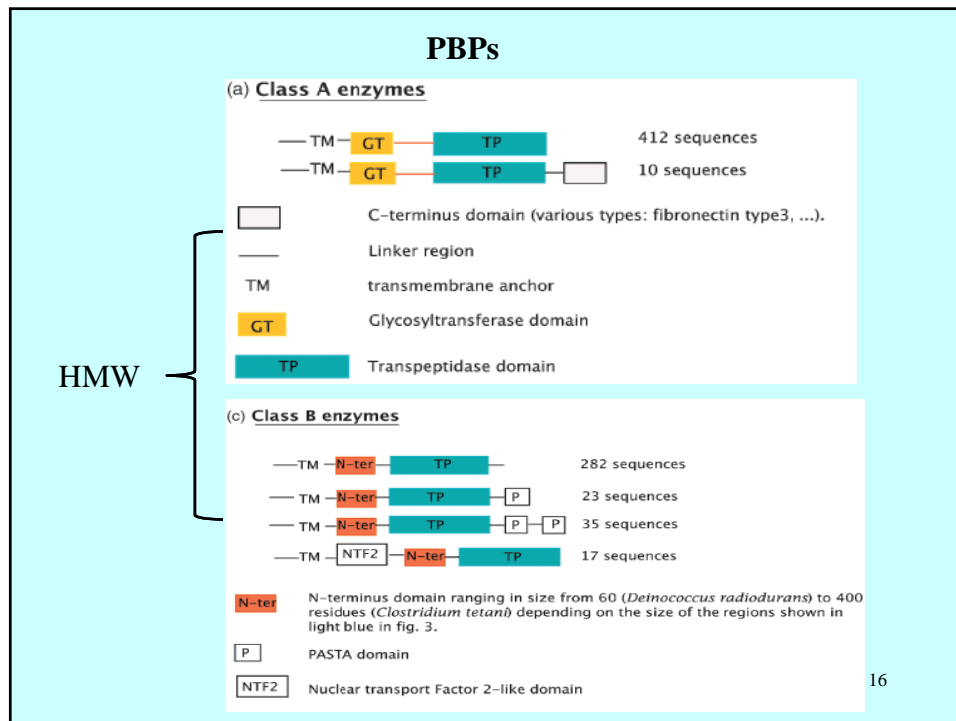 PBPs
(a) Class A enzymes
TM GT TP 412 sequences
TM GT TP 10 sequences
C-terminus domain (various types: fibronectin type3, ...).
Linker region
TM transmembrane anchor
GT Glycosyltransferase domain
TP Transpeptidase domain
HMW
(c) Class B enzymes
TM N-ter TP 282 sequences
TM N-ter TP P 23 sequences
TM N-ter TP P P 35 sequences
TM NTF2 N-ter TP 17 sequences
N-ter N-terminus domain ranging in size from 60 (Deinococcus radiodurans) to 400
residues (Clostridium tetani) depending on the size of the regions shown in
light blue in fig. 3.
P PASTA domain
NTF2 Nuclear transport Factor 2-like domain
16